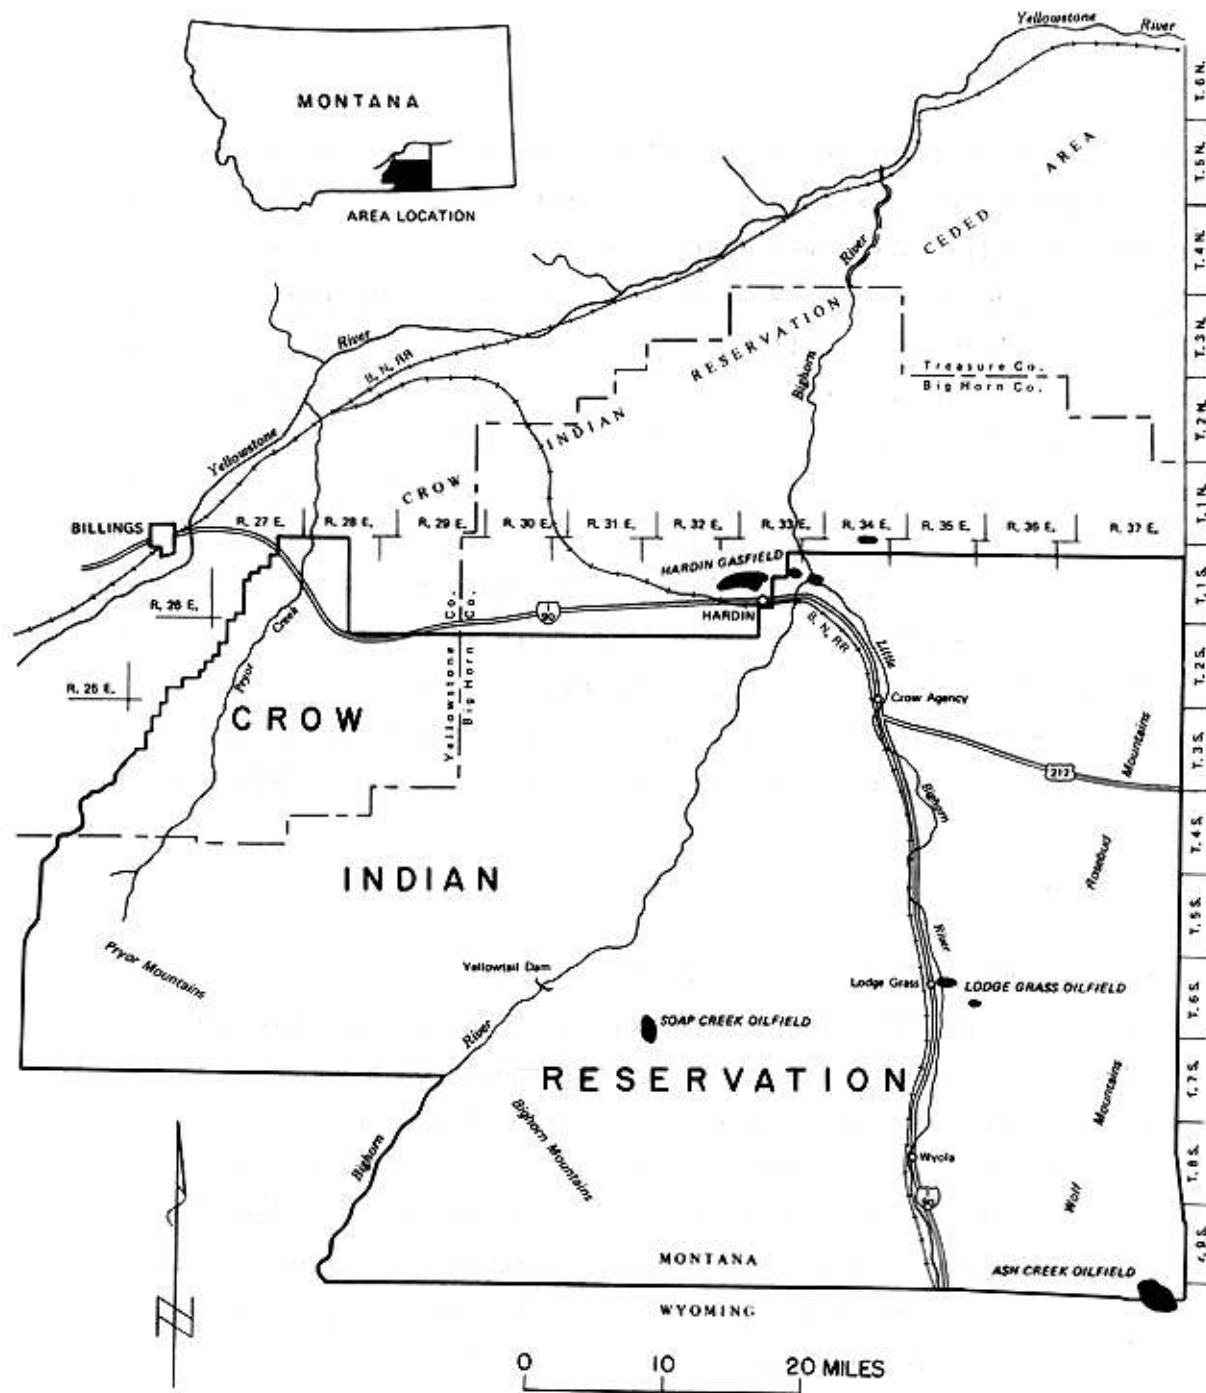 Yellowstone River
MONTANA
AREA LOCATION
T. 6 N.
T. 5 N.
T. 4 N.
T. 3 N.
T. 2 N.
T. 1 N.
T. 1 S.
T. 2 S.
T. 3 S.
T. 4 S.
T. 5 S.
T. 6 S.
T. 7 S.
T. 8 S.
T. 9 S.
CROW INDIAN RESERVATION CEDED AREA
River
Bighorn
River
B. N. RR
Yellowstone
Treasure Co.
Big Horn Co.
BILLINGS
R. 27 E.
R. 28 E.
R. 29 E.
R. 30 E.
R. 31 E.
R. 32 E.
R. 33 E.
R. 34 E.
R. 35 E.
R. 36 E.
R. 37 E.
R. 26 E.
R. 25 E.
HARDIN GASFIELD
HARDIN
I 90
B. N. RR
Little
Bighorn
River
Pryor
Creek
Yellowstone Co.
Big Horn Co.
Crow Agency
212
CROW
INDIAN
RESERVATION
Rosebud
Mountains
Pryor Mountains
Yellowtail Dam
River
Bighorn
Lodge Grass
LODGE GRASS OILFIELD
SOAP CREEK OILFIELD
Bighorn Mountains
Wyola
Wolf
Mountains
MONTANA
WYOMING
ASH CREEK OILFIELD
0 10 20 MILES